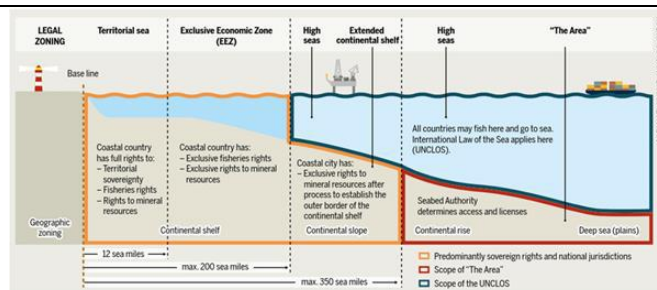 LEGAL
ZONING
Territorial sea
Exclusive Economic Zone
(EEZ)
High
seas
Extended
continental shelf
High
seas
“The Area”
Base line
Coastal country
has full rights to:
– Territorial
sovereignty
– Fisheries rights
– Rights to mineral
resources
Coastal country has:
– Exclusive fisheries rights
– Exclusive rights to mineral
resources
Coastal city has:
– Exclusive rights to
mineral resources after
process to establish the
outer border of the
continental shelf
All countries may fish here and go to sea.
International Law of the Sea applies here
(UNCLOS).
Seabed Authority
determines access and licenses
Geographic
zoning
Continental shelf
Continental slope
Continental rise
Deep sea (plains)
12 sea miles
max. 200 sea miles
max. 350 sea miles
Predominantly sovereign rights and national jurisdictions
Scope of “The Area”
Scope of the UNCLOS